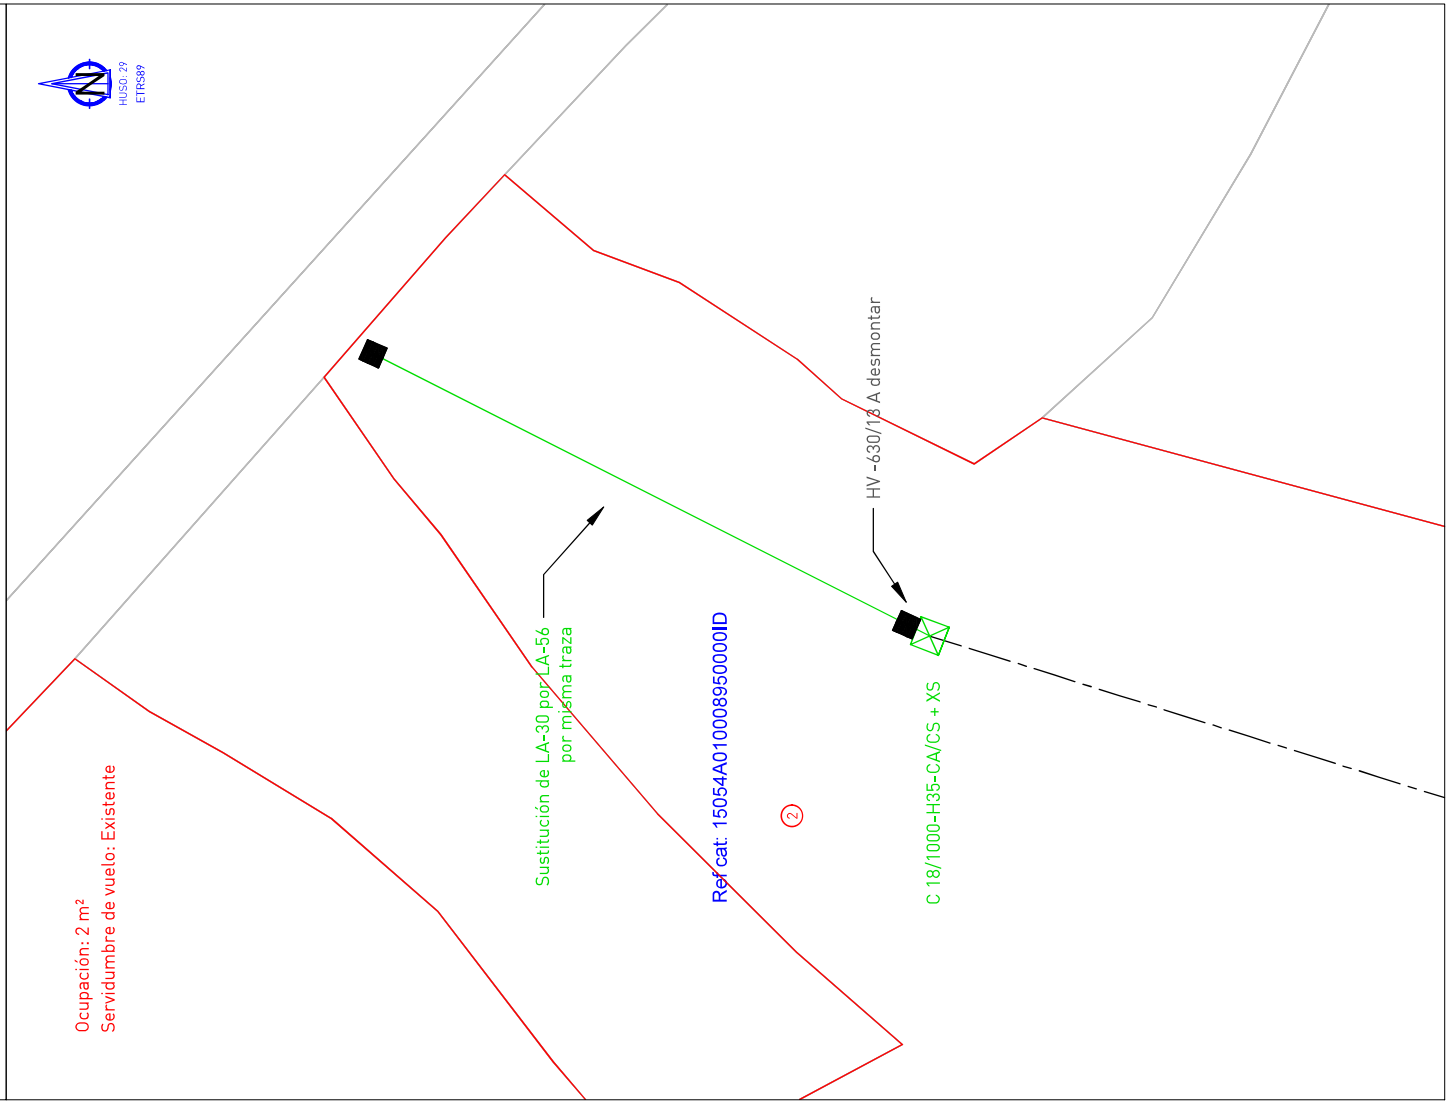 N
HUSO: 29
ETRS89
Ocupación: 2 m²
Servidumbre de vuelo: Existente
Sustitución de LA-30 por LA-56
por misma traza
Ref cat: 15054A010008950000ID
2
HV -630/13 A desmontar
C 18/1000-H35-CA/CS + XS